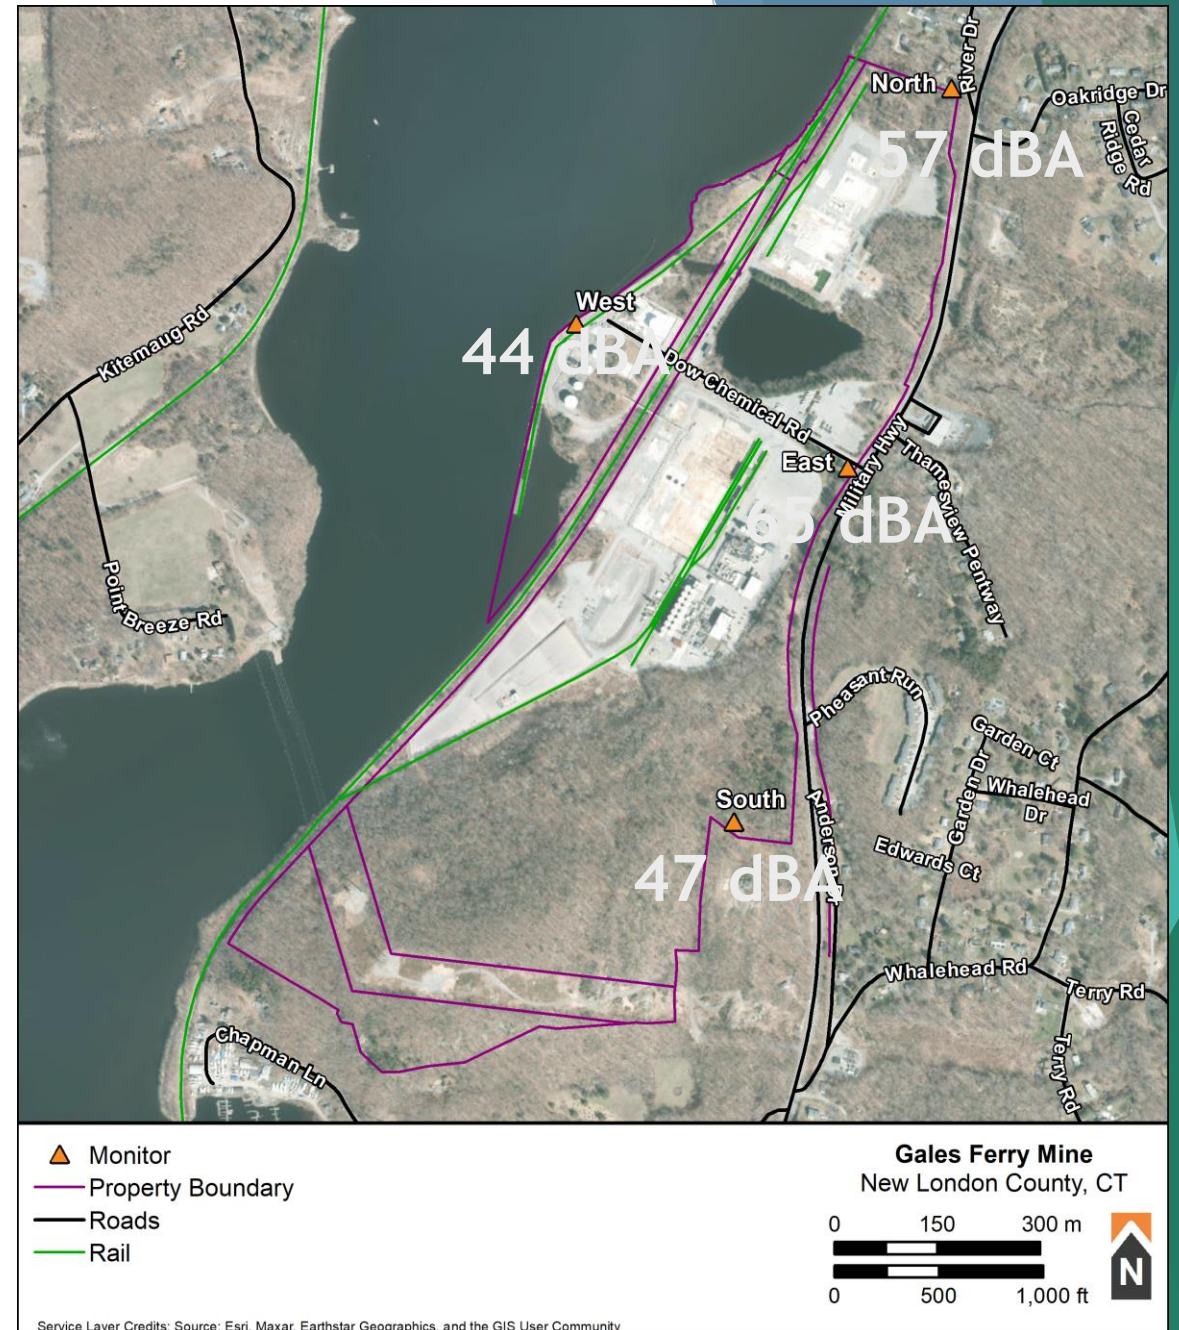 River Dr
North
Oakridge Dr
Cedar
Ridge Rd
57 dBA
West
44 dBA
Kitemaug Rd
Dow Chemical Rd
East
Military Hwy
Thamesview Pentway
65 dBA
Point Breeze Rd
Pheasant Run
Garden Ct
Garden Dr
Whalehead
Dr
South
Anderson Dr
Edwards Ct
47 dBA
Whalehead Rd
Terry Rd
Terry Rd
Chapman Ln
Monitor
Property Boundary
Roads
Rail
Gales Ferry Mine
New London County, CT
0 150 300 m
0 500 1,000 ft
N
Service Layer Credits: Source: Esri, Maxar, Earthstar Geographics, and the GIS User Community